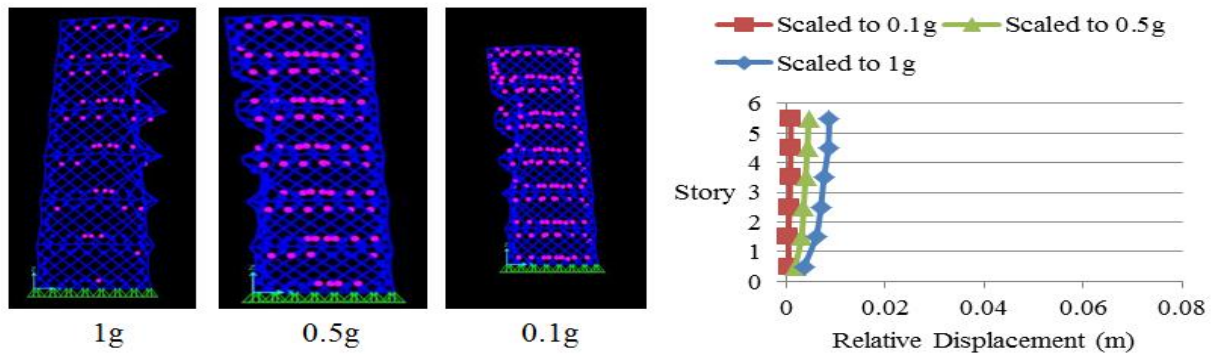 1g
0.5g
0.1g
Scaled to 0.1g
Scaled to 0.5g
Scaled to 1g
6
5
4
3
2
1
0
Story
0
0.02
0.04
0.06
0.08
Relative Displacement (m)